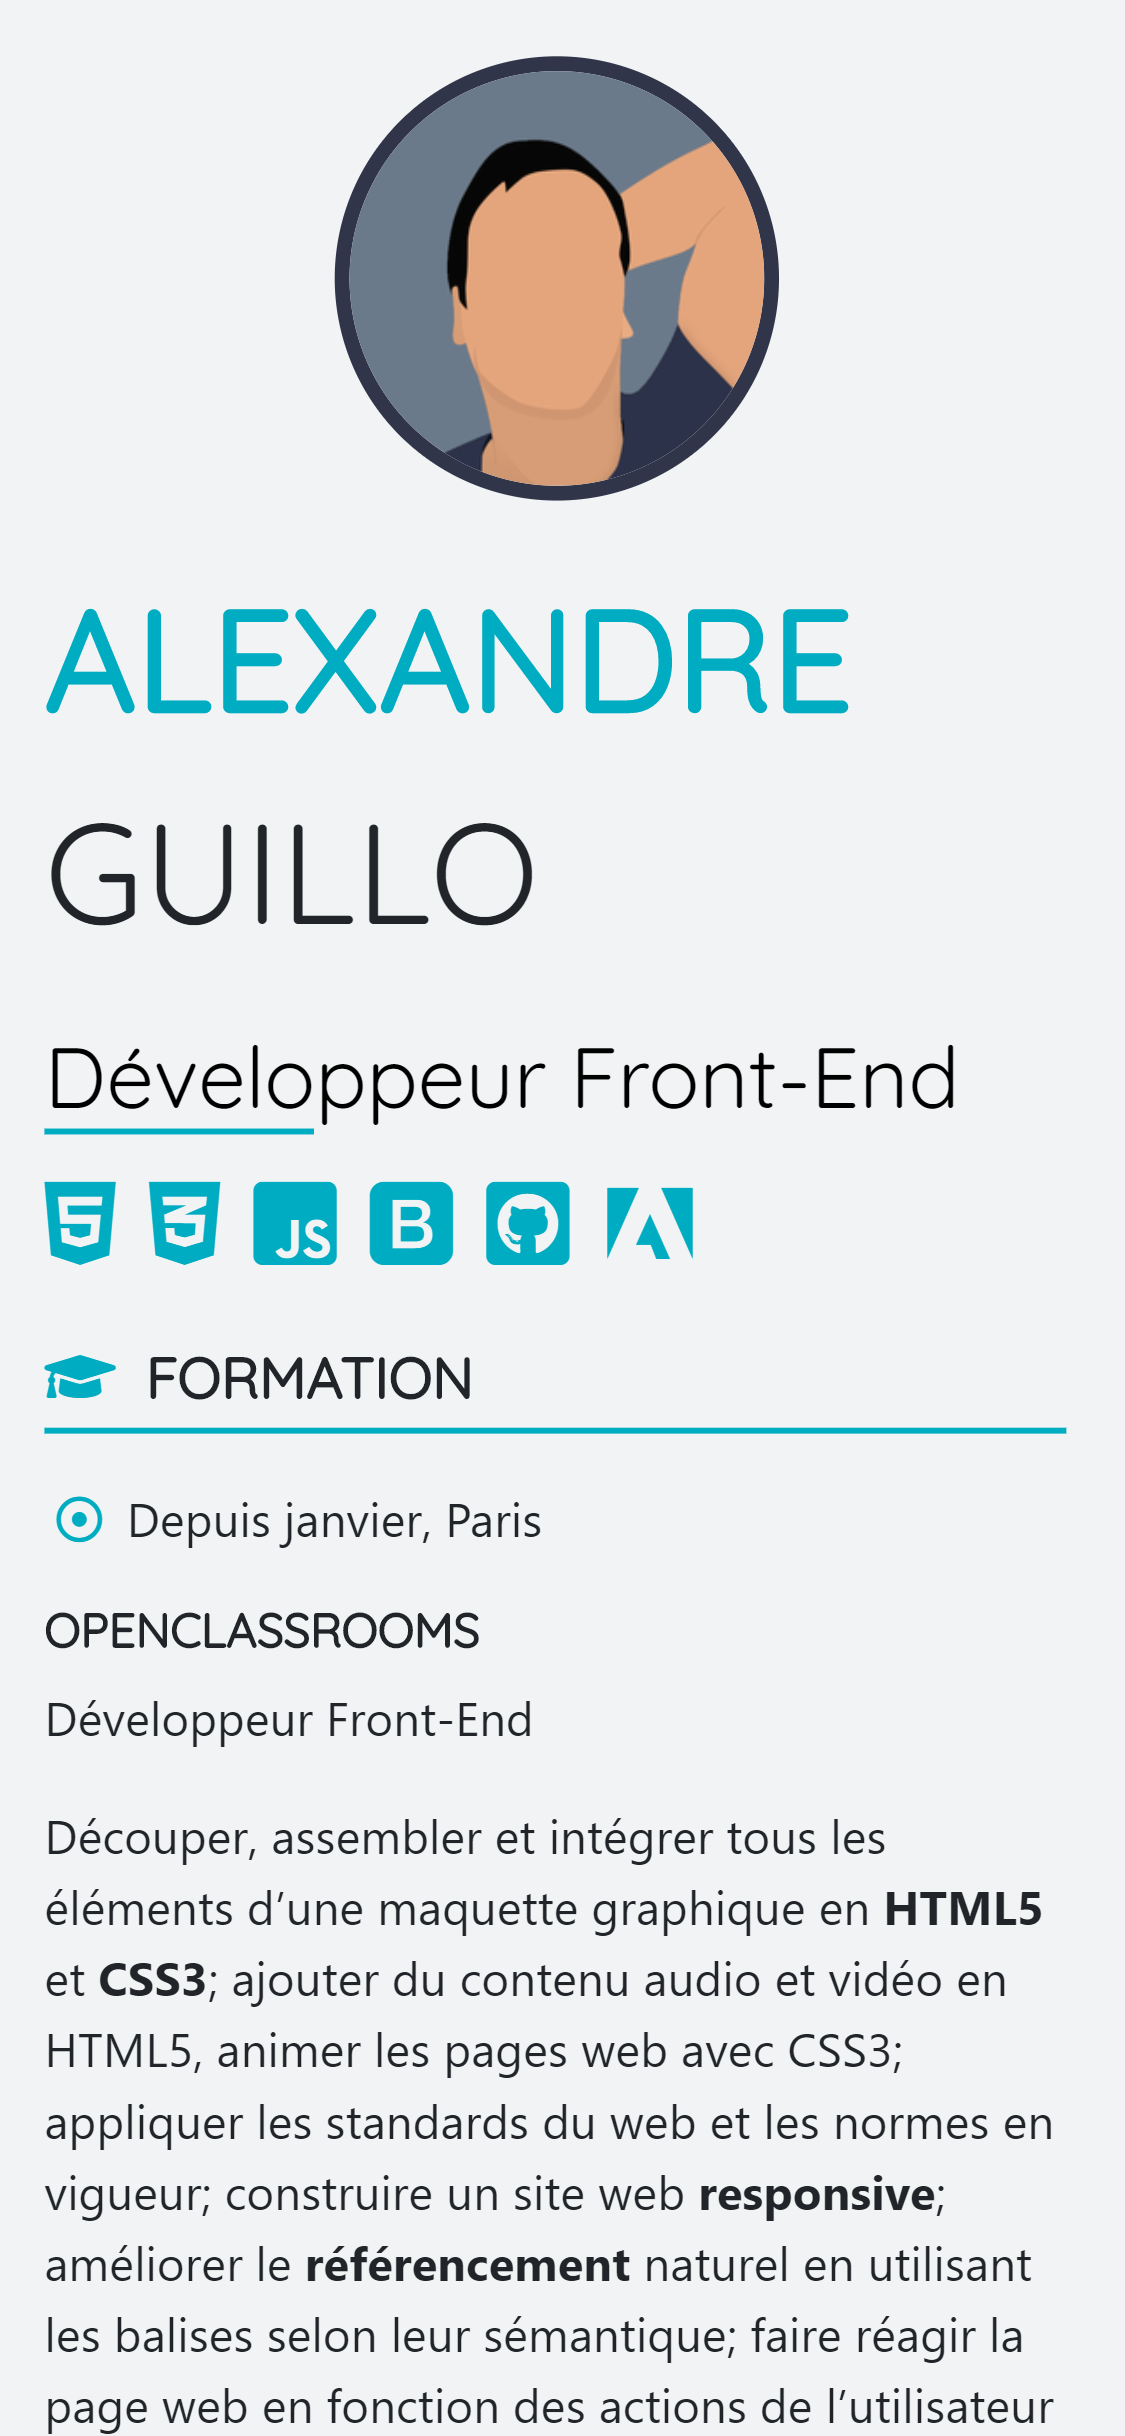 ALEXANDRE
GUILLO
Développeur Front-End
5 3 JS B
FORMATION
Depuis janvier, Paris
OPENCLASSROOMS
Développeur Front-End
Découper, assembler et intégrer tous les
éléments d’une maquette graphique en HTML5
et CSS3; ajouter du contenu audio et vidéo en
HTML5, animer les pages web avec CSS3;
appliquer les standards du web et les normes en
vigueur; construire un site web responsive;
améliorer le référencement naturel en utilisant
les balises selon leur sémantique; faire réagir la
page web en fonction des actions de l’utilisateur